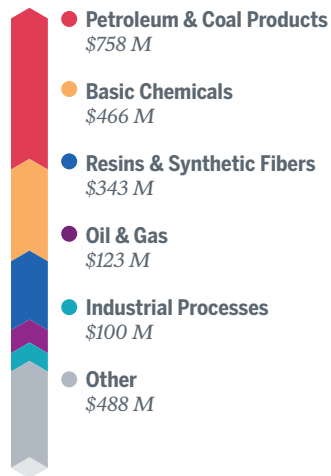 Petroleum & Coal Products
$758 M
Basic Chemicals
$466 M
Resins & Synthetic Fibers
$343 M
Oil & Gas
$123 M
Industrial Processes
$100 M
Other
$488 M